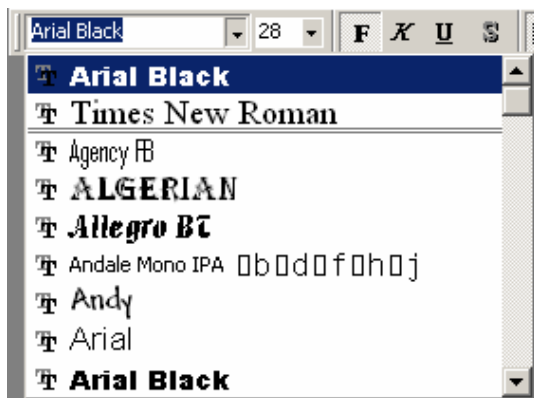 Arial Black 28 F K U S
Arial Black
Times New Roman
Agency FB
ALGERIAN
Allegro BT
Andale Mono IPA ▯b▯d▯f▯h▯j
Andy
Arial
Arial Black